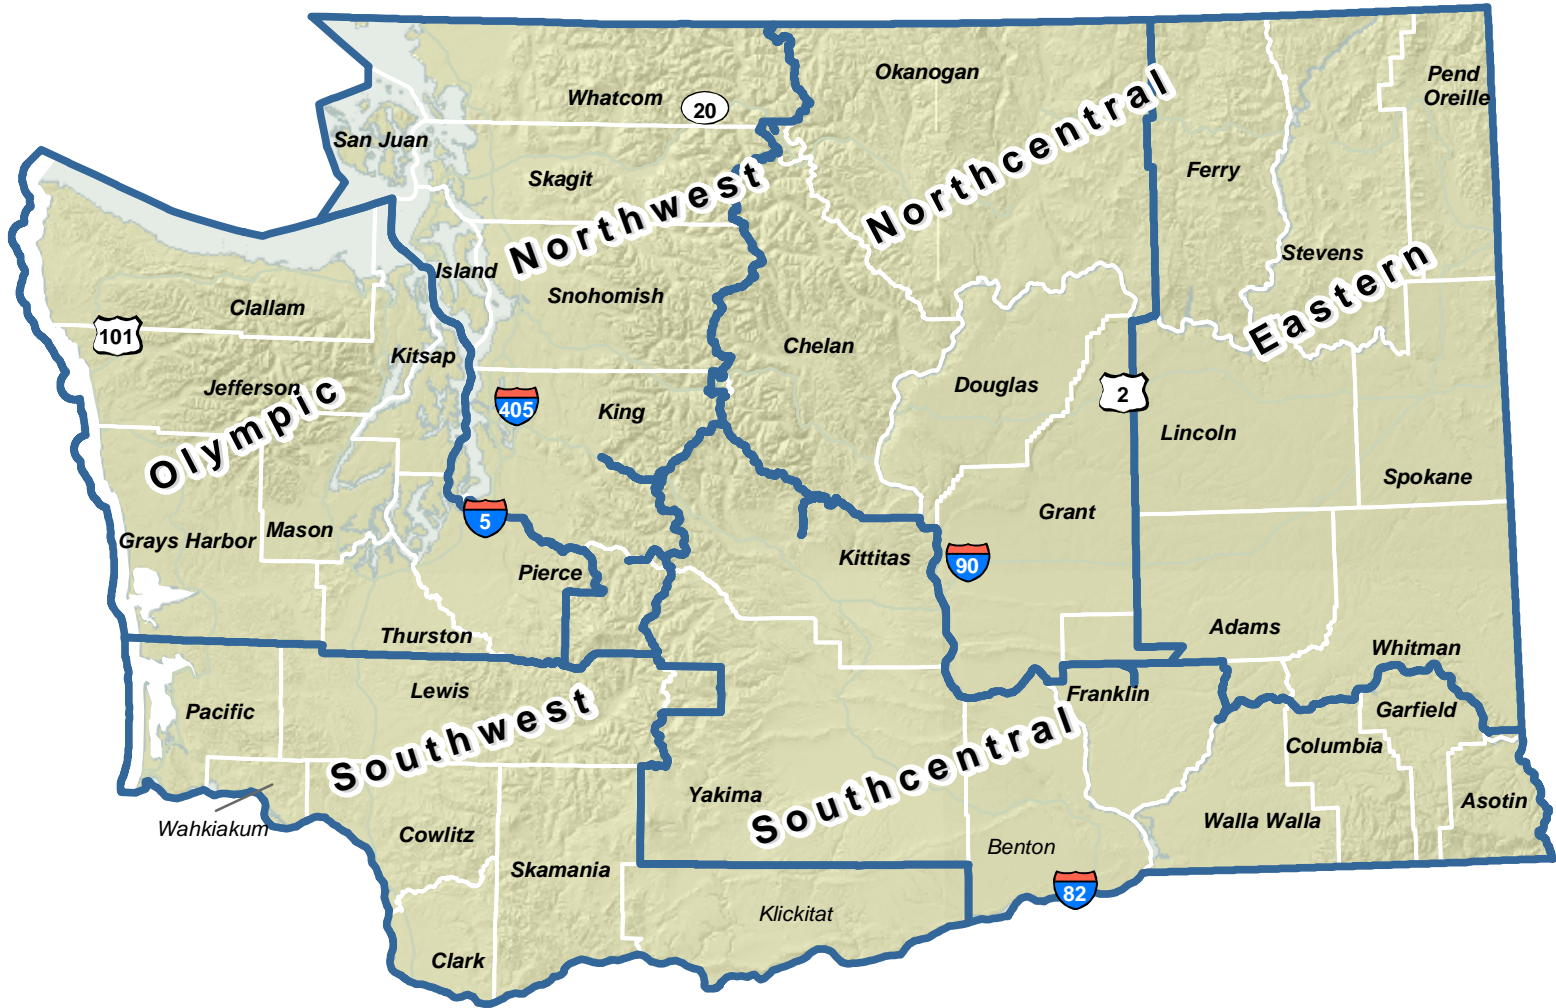 Okanogan
Pend
Oreille
Whatcom
20
San Juan
Skagit
Ferry
Northwest
Northcentral
Island
Stevens
Snohomish
Clallam
Eastern
101
Kitsap
Chelan
Jefferson
Douglas
2
405
King
Olympic
Lincoln
Spokane
5
Grant
Grays Harbor
Mason
Kittitas
90
Pierce
Thurston
Adams
Whitman
Lewis
Franklin
Pacific
Garfield
Southwest
Southcentral
Columbia
Yakima
Asotin
Wahkiakum
Cowlitz
Walla Walla
Benton
Skamania
82
Klickitat
Clark